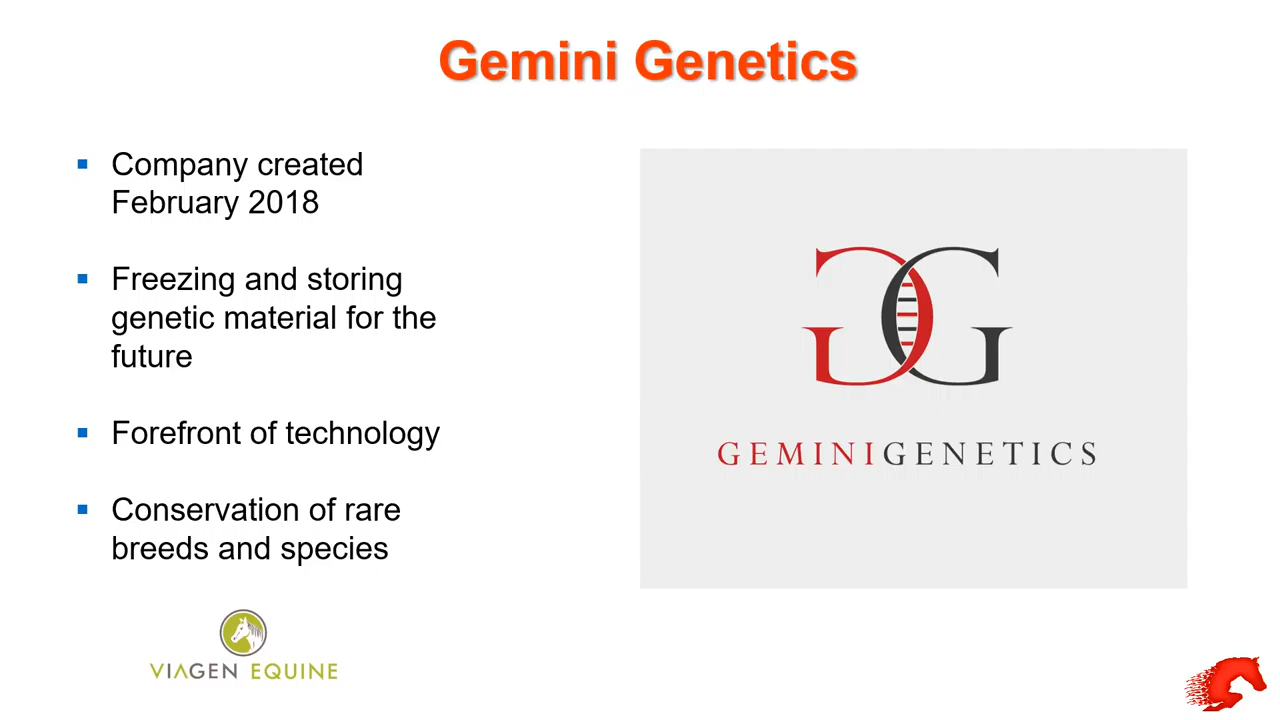 Gemini Genetics
▪ Company created
February 2018
▪ Freezing and storing
genetic material for the
future
▪ Forefront of technology
▪ Conservation of rare
breeds and species
GG
GEMINIGENETICS
VIAGEN EQUINE